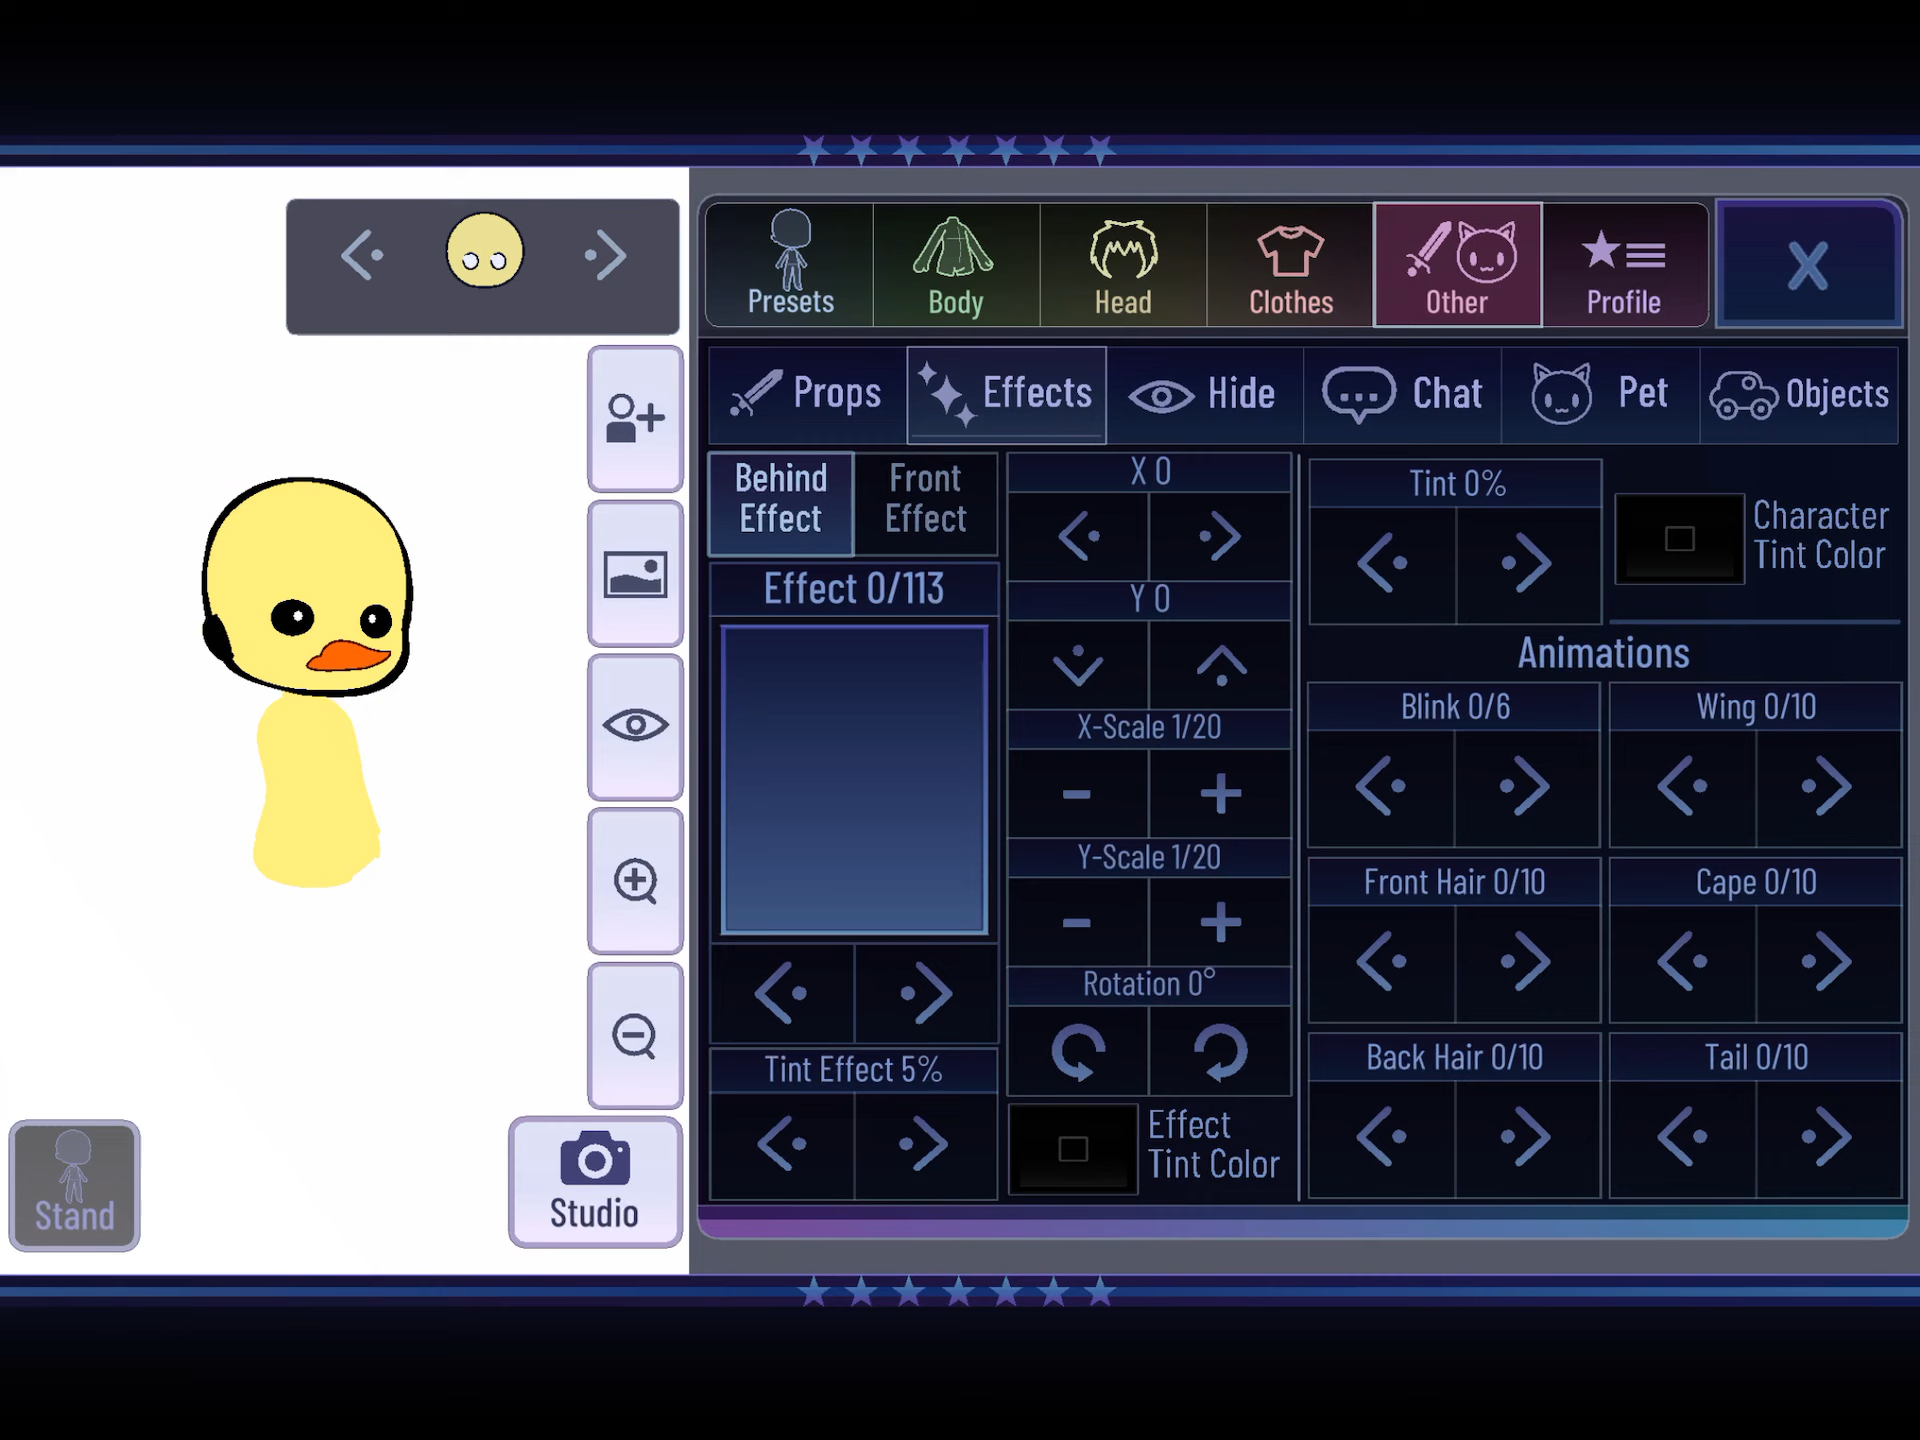 Presets
Body
Head
Clothes
Other
Profile
X
Props
Effects
Hide
Chat
Pet
Objects
Behind
Effect
Front
Effect
Effect 0/113
Tint Effect 5%
X 0
Y 0
X-Scale 1/20
Y-Scale 1/20
Rotation 0°
Effect
Tint Color
Tint 0%
Character
Tint Color
Animations
Blink 0/6
Wing 0/10
Front Hair 0/10
Cape 0/10
Back Hair 0/10
Tail 0/10
Stand
Studio